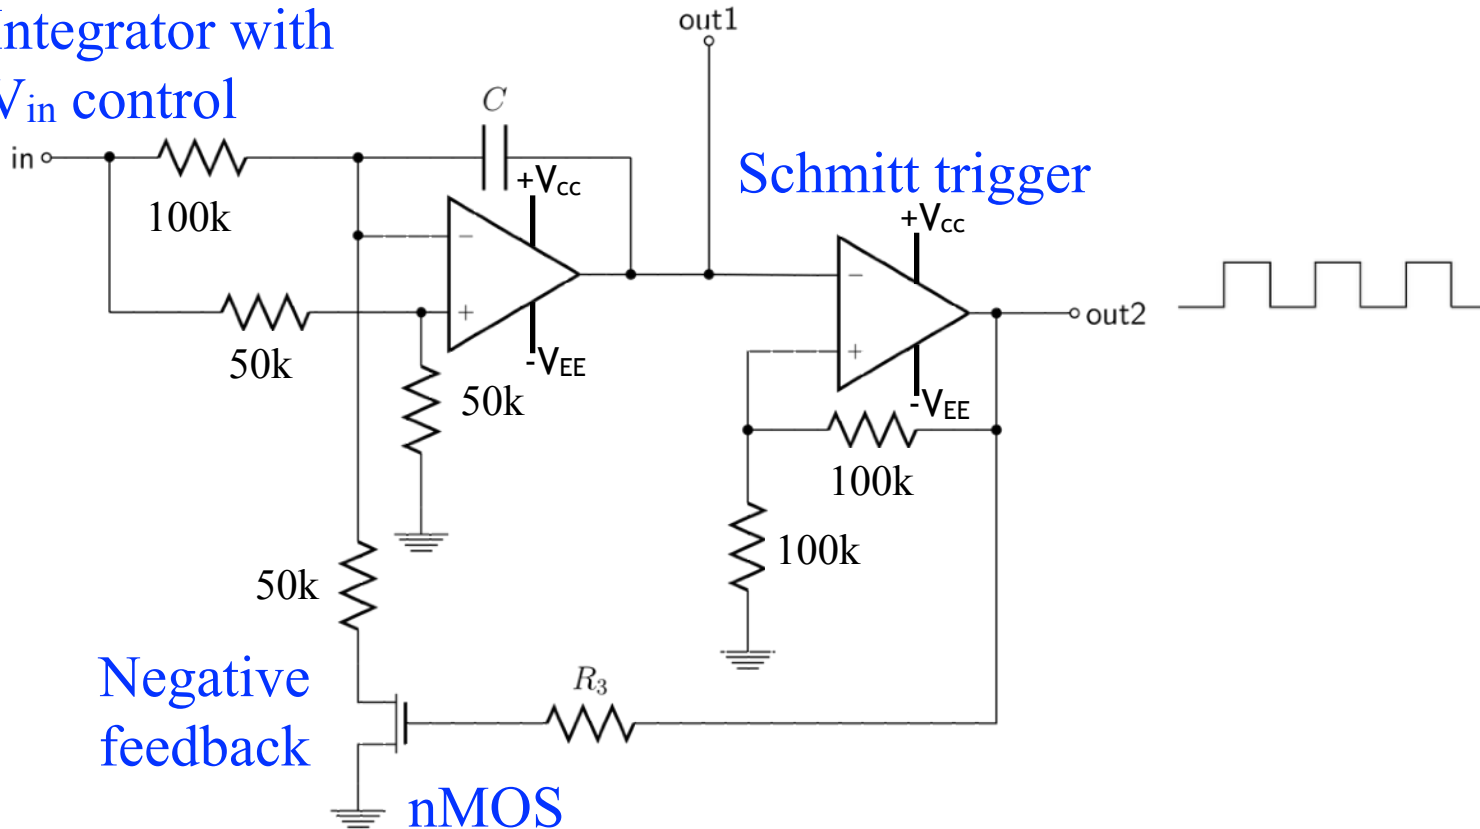 Integrator with
Vin control
out1
C
in
+Vcc
100k
Schmitt trigger
+Vcc
−
−
+
out2
50k
-VEE
50k
+
-VEE
100k
100k
50k
Negative
feedback
R3
nMOS